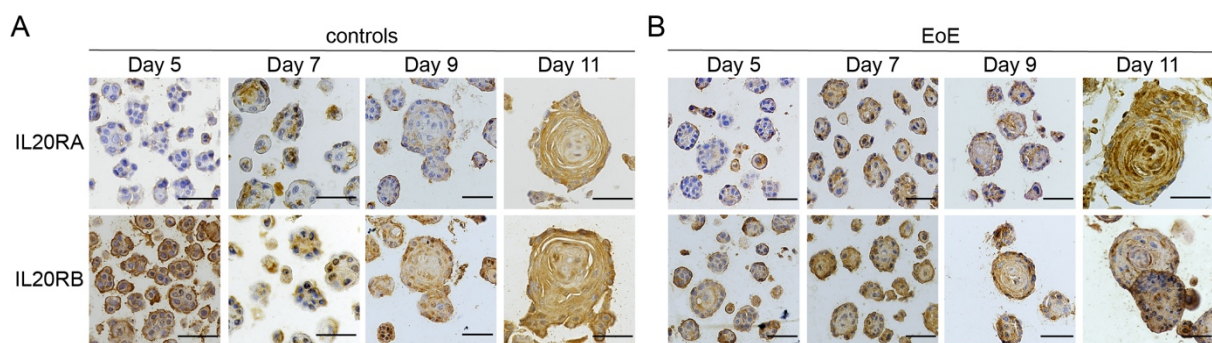 A
controls
B
EoE
Day 5 Day 7 Day 9 Day 11
Day 5 Day 7 Day 9 Day 11
IL20RA
IL20RB